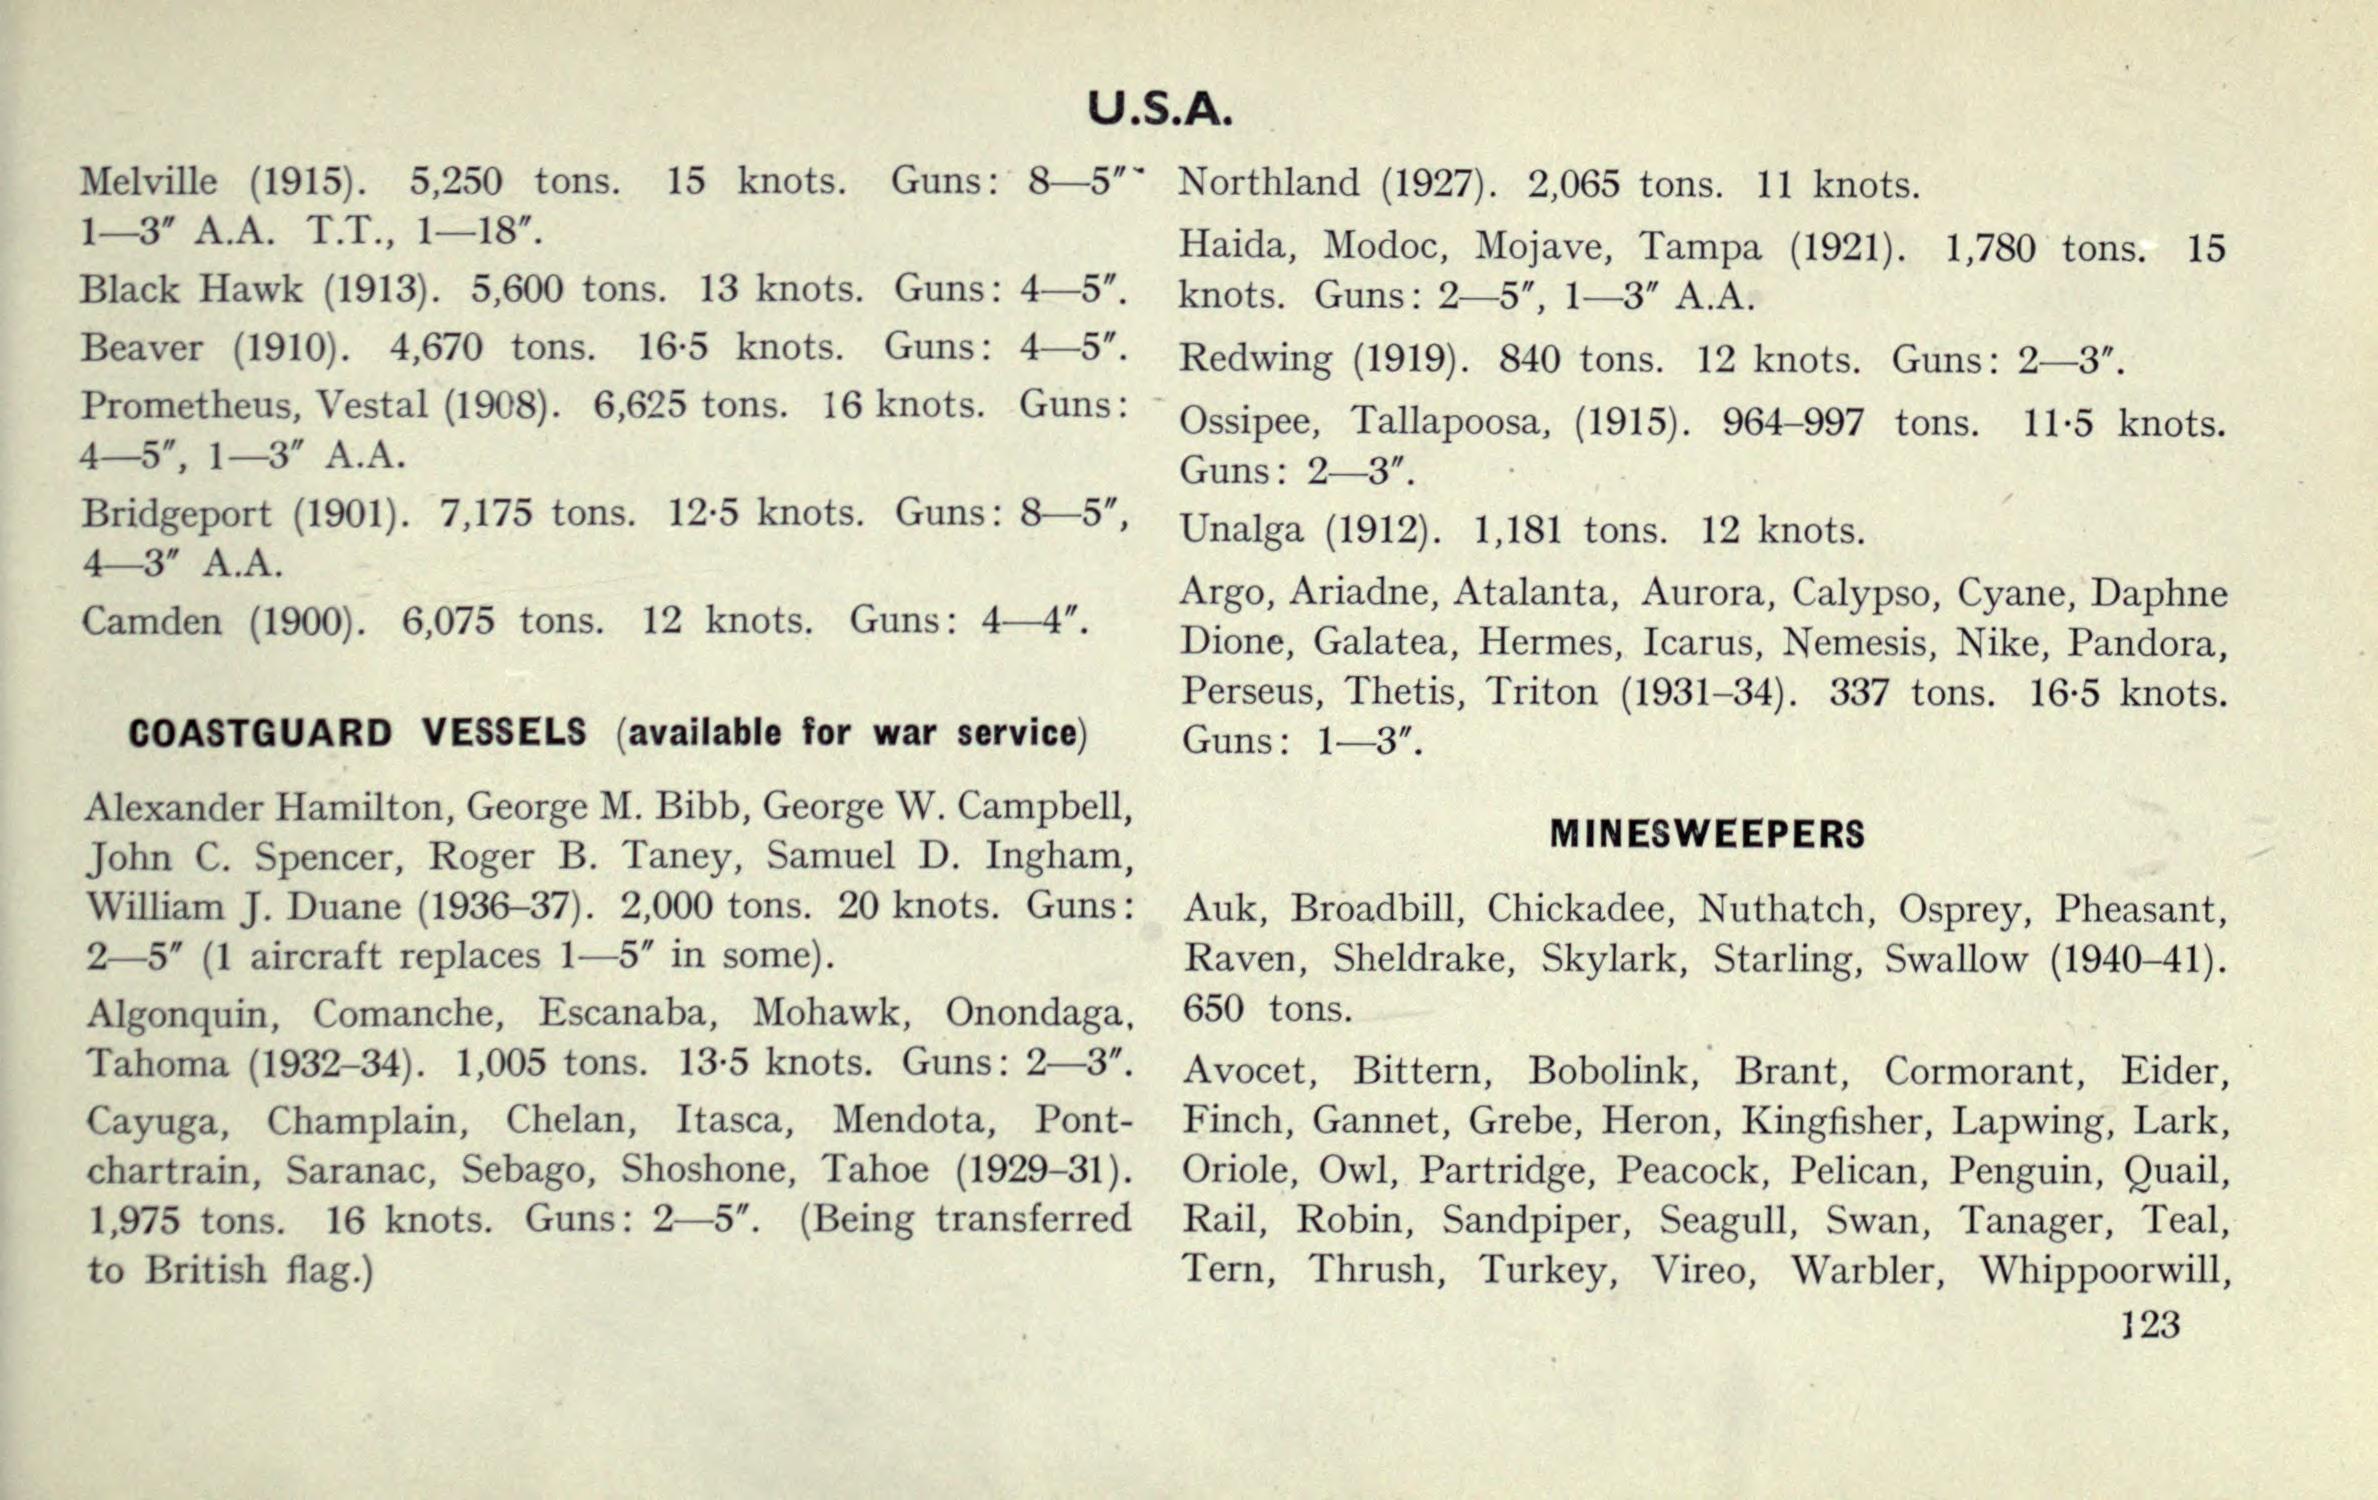 U.S.A.
Melville (1915). 5,250 tons. 15 knots. Guns: 8—5″
1—3″ A.A. T.T., 1—18″.
Black Hawk (1913). 5,600 tons. 13 knots. Guns: 4—5″.
Beaver (1910). 4,670 tons. 16·5 knots. Guns: 4—5″.
Prometheus, Vestal (1908). 6,625 tons. 16 knots. Guns:
4—5″, 1—3″ A.A.
Bridgeport (1901). 7,175 tons. 12·5 knots. Guns: 8—5″,
4—3″ A.A.
Camden (1900). 6,075 tons. 12 knots. Guns: 4—4″.
COASTGUARD VESSELS (available for war service)
Alexander Hamilton, George M. Bibb, George W. Campbell,
John C. Spencer, Roger B. Taney, Samuel D. Ingham,
William J. Duane (1936–37). 2,000 tons. 20 knots. Guns:
2—5″ (1 aircraft replaces 1—5″ in some).
Algonquin, Comanche, Escanaba, Mohawk, Onondaga,
Tahoma (1932–34). 1,005 tons. 13·5 knots. Guns: 2—3″.
Cayuga, Champlain, Chelan, Itasca, Mendota, Pont-
chartrain, Saranac, Sebago, Shoshone, Tahoe (1929–31).
1,975 tons. 16 knots. Guns: 2—5″. (Being transferred
to British flag.)
Northland (1927). 2,065 tons. 11 knots.
Haida, Modoc, Mojave, Tampa (1921). 1,780 tons. 15
knots. Guns: 2—5″, 1—3″ A.A.
Redwing (1919). 840 tons. 12 knots. Guns: 2—3″.
Ossipee, Tallapoosa, (1915). 964–997 tons. 11·5 knots.
Guns: 2—3″.
Unalga (1912). 1,181 tons. 12 knots.
Argo, Ariadne, Atalanta, Aurora, Calypso, Cyane, Daphne
Dione, Galatea, Hermes, Icarus, Nemesis, Nike, Pandora,
Perseus, Thetis, Triton (1931–34). 337 tons. 16·5 knots.
Guns: 1—3″.
MINESWEEPERS
Auk, Broadbill, Chickadee, Nuthatch, Osprey, Pheasant,
Raven, Sheldrake, Skylark, Starling, Swallow (1940–41).
650 tons.
Avocet, Bittern, Bobolink, Brant, Cormorant, Eider,
Finch, Gannet, Grebe, Heron, Kingfisher, Lapwing, Lark,
Oriole, Owl, Partridge, Peacock, Pelican, Penguin, Quail,
Rail, Robin, Sandpiper, Seagull, Swan, Tanager, Teal,
Tern, Thrush, Turkey, Vireo, Warbler, Whippoorwill,
123